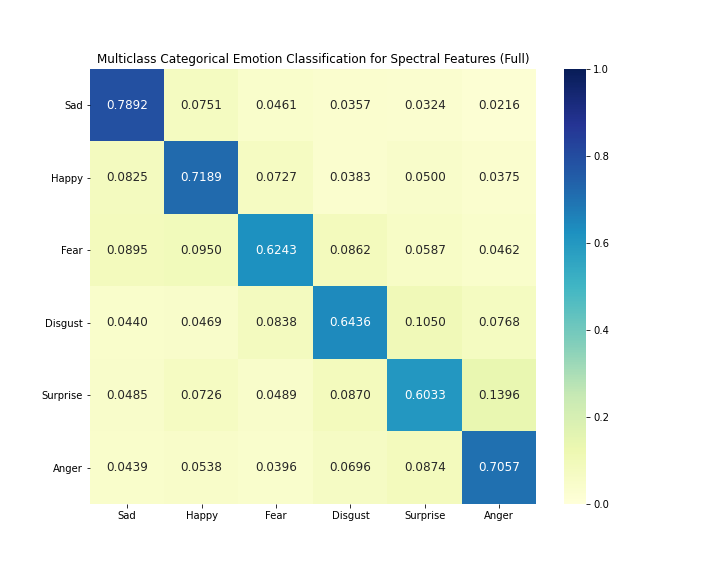 Multiclass Categorical Emotion Classification for Spectral Features (Full)
Sad 0.7892 0.0751 0.0461 0.0357 0.0324 0.0216
Happy 0.0825 0.7189 0.0727 0.0383 0.0500 0.0375
Fear 0.0895 0.0950 0.6243 0.0862 0.0587 0.0462
Disgust 0.0440 0.0469 0.0838 0.6436 0.1050 0.0768
Surprise 0.0485 0.0726 0.0489 0.0870 0.6033 0.1396
Anger 0.0439 0.0538 0.0396 0.0696 0.0874 0.7057
Sad Happy Fear Disgust Surprise Anger
1.0
0.8
0.6
0.4
0.2
0.0